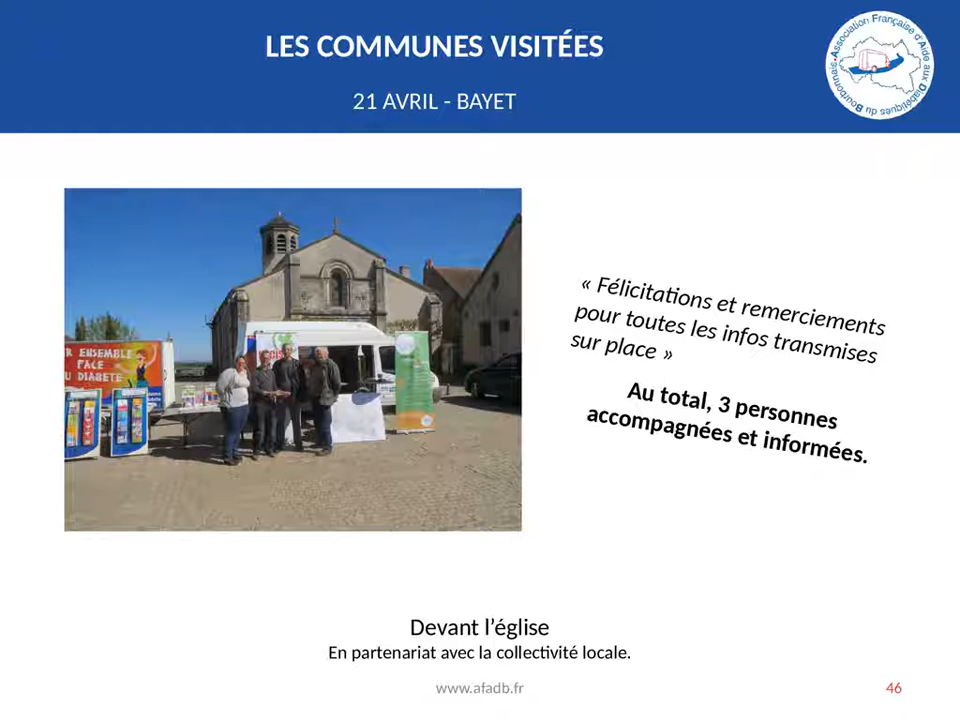 LES COMMUNES VISITÉES
21 AVRIL - BAYET
Association Française d'Aide aux Diabétiques du Bourbonnais
R ENSEMBLE
FACE
U DIABETE
« Félicitations et remerciements
pour toutes les infos transmises
sur place »
Au total, 3 personnes
accompagnées et informées.
Devant l’église
En partenariat avec la collectivité locale.
www.afadb.fr
46